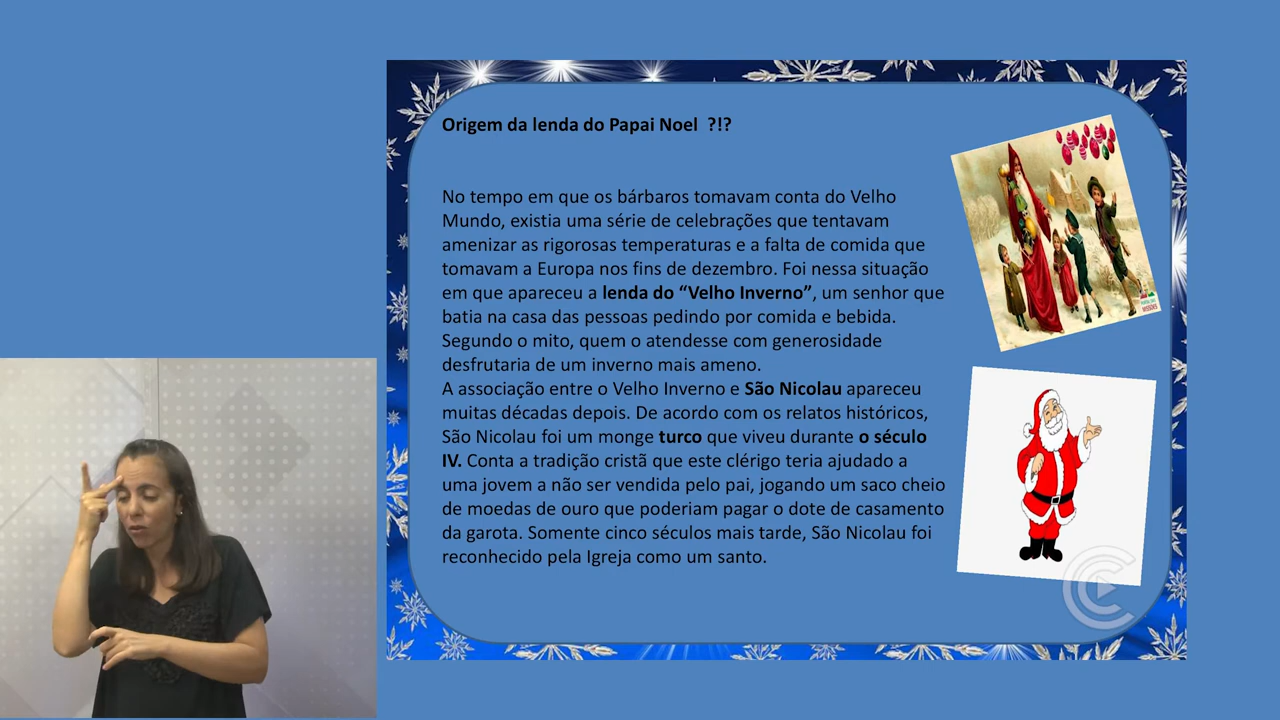 Origem da lenda do Papai Noel ?!?
No tempo em que os bárbaros tomavam conta do Velho
Mundo, existia uma série de celebrações que tentavam
amenizar as rigorosas temperaturas e a falta de comida que
tomavam a Europa nos fins de dezembro. Foi nessa situação
em que apareceu a lenda do “Velho Inverno”, um senhor que
batia na casa das pessoas pedindo por comida e bebida.
Segundo o mito, quem o atendesse com generosidade
desfrutaria de um inverno mais ameno.
A associação entre o Velho Inverno e São Nicolau apareceu
muitas décadas depois. De acordo com os relatos históricos,
São Nicolau foi um monge turco que viveu durante o século
IV. Conta a tradição cristã que este clérigo teria ajudado a
uma jovem a não ser vendida pelo pai, jogando um saco cheio
de moedas de ouro que poderiam pagar o dote de casamento
da garota. Somente cinco séculos mais tarde, São Nicolau foi
reconhecido pela Igreja como um santo.